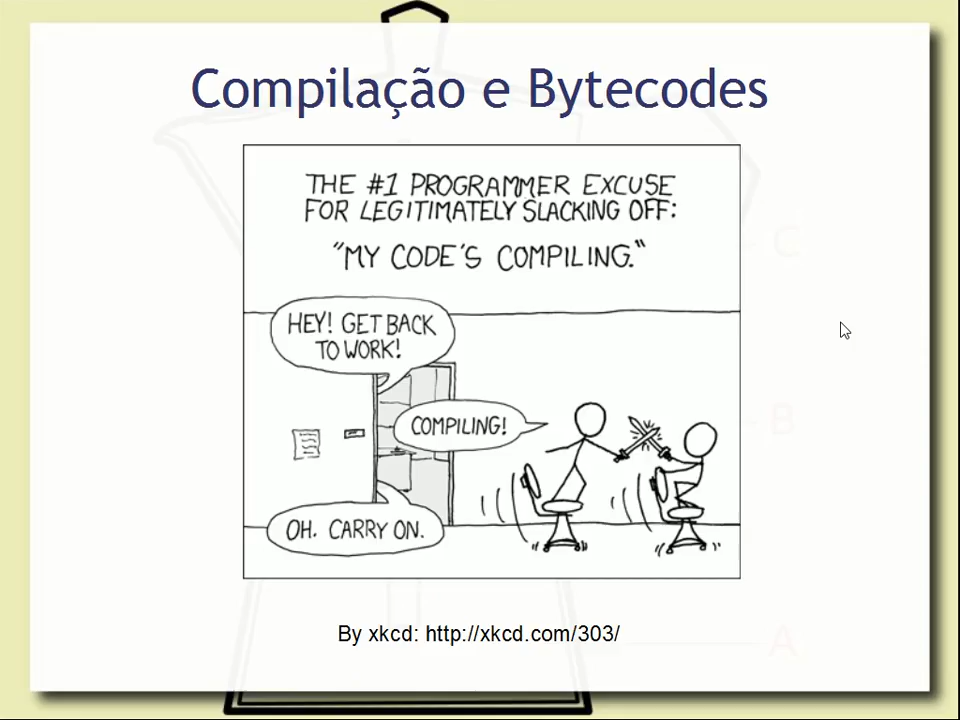 Compilação e Bytecodes
THE #1 PROGRAMMER EXCUSE
FOR LEGITIMATELY SLACKING OFF:
"MY CODE'S COMPILING."
HEY! GET BACK
TO WORK!
COMPILING!
OH. CARRY ON.
By xkcd: http://xkcd.com/303/
C
B
A